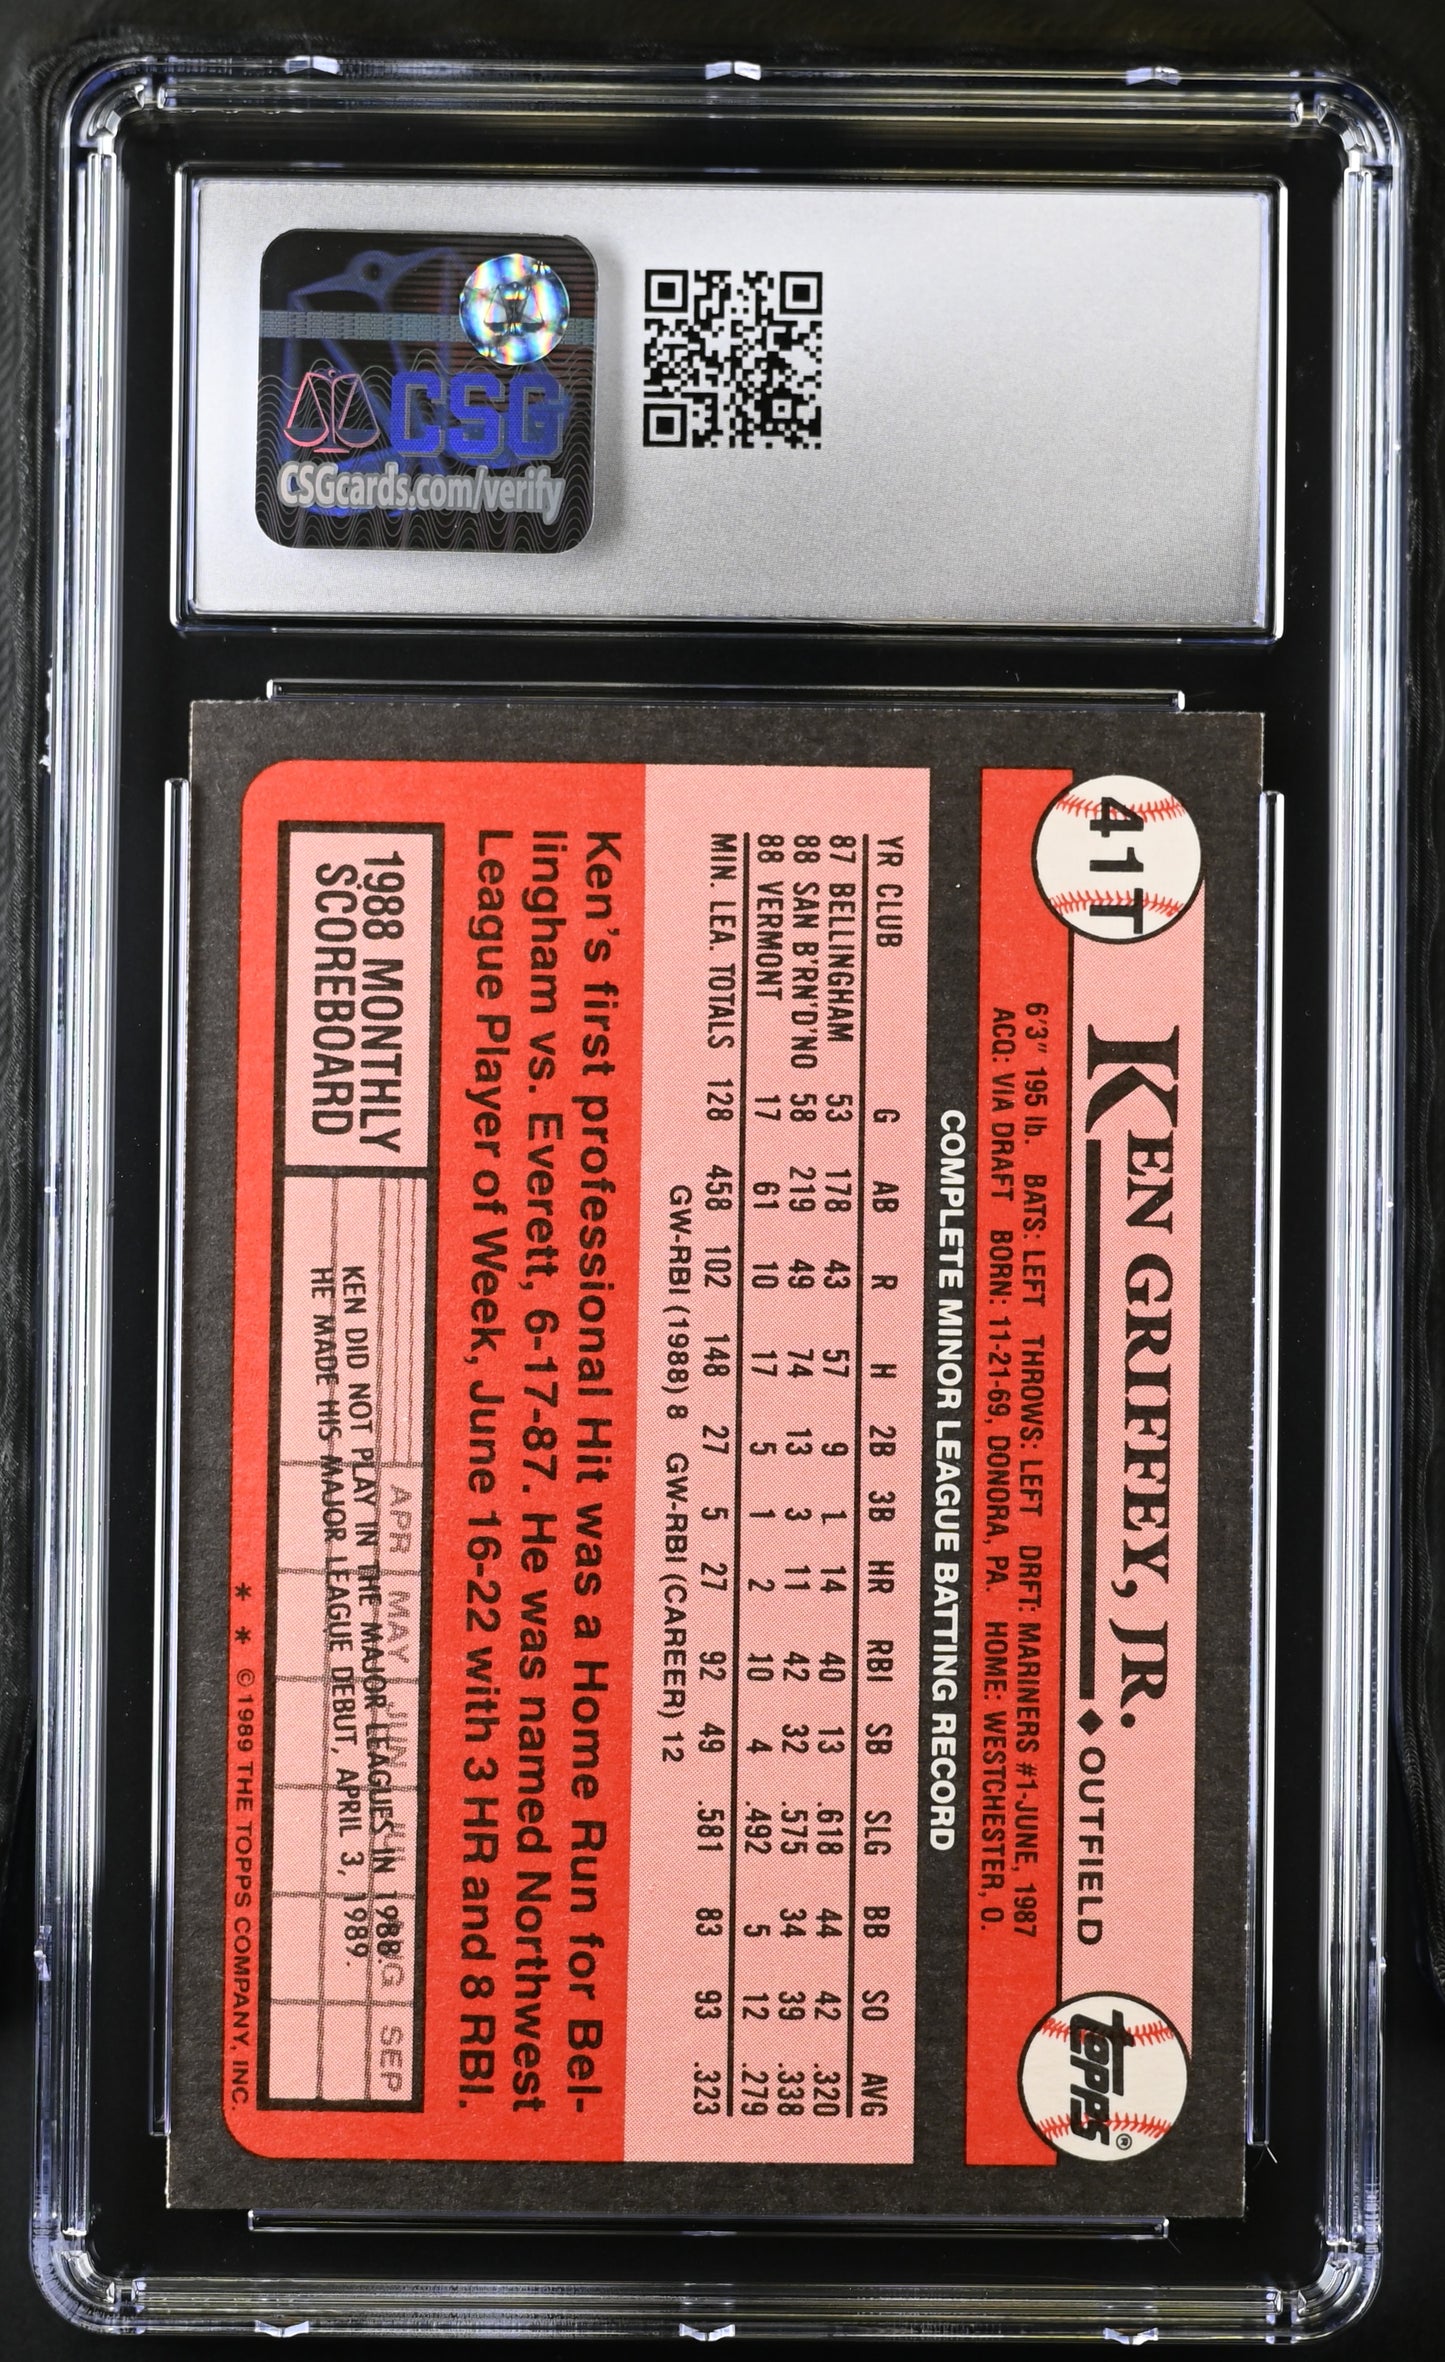 CSG
CSGcards.com/verify
41T
KEN GRIFFEY, JR. ◆ OUTFIELD
topps®
6'3" 195 lb. BATS: LEFT THROWS: LEFT DRFT: MARINERS #1-JUNE, 1987
ACQ: VIA DRAFT BORN: 11-21-69, DONORA, PA. HOME: WESTCHESTER, O.
COMPLETE MINOR LEAGUE BATTING RECORD
YR CLUB G AB R H 2B 3B HR RBI SB SLG BB SO AVG
87 BELLINGHAM 53 178 43 57 9 1 14 40 13 .618 44 42 .320
88 SAN B'RN'D'NO 58 219 49 74 13 3 11 42 32 .575 34 39 .338
88 VERMONT 17 61 10 17 5 1 2 10 4 .492 5 12 .279
MIN. LEA. TOTALS 128 458 102 148 27 5 27 92 49 .581 83 93 .323
GW-RBI (1988) 8 GW-RBI (CAREER) 12
Ken's first professional Hit was a Home Run for Bel-
lingham vs. Everett, 6-17-87. He was named Northwest
League Player of Week, June 16-22 with 3 HR and 8 RBI.
1988 MONTHLY
SCOREBOARD
APR MAY JUN JUL AUG SEP
KEN DID NOT PLAY IN THE MAJOR LEAGUES IN 1988.
HE MADE HIS MAJOR LEAGUE DEBUT, APRIL 3, 1989.
* * ©1989 THE TOPPS COMPANY, INC.